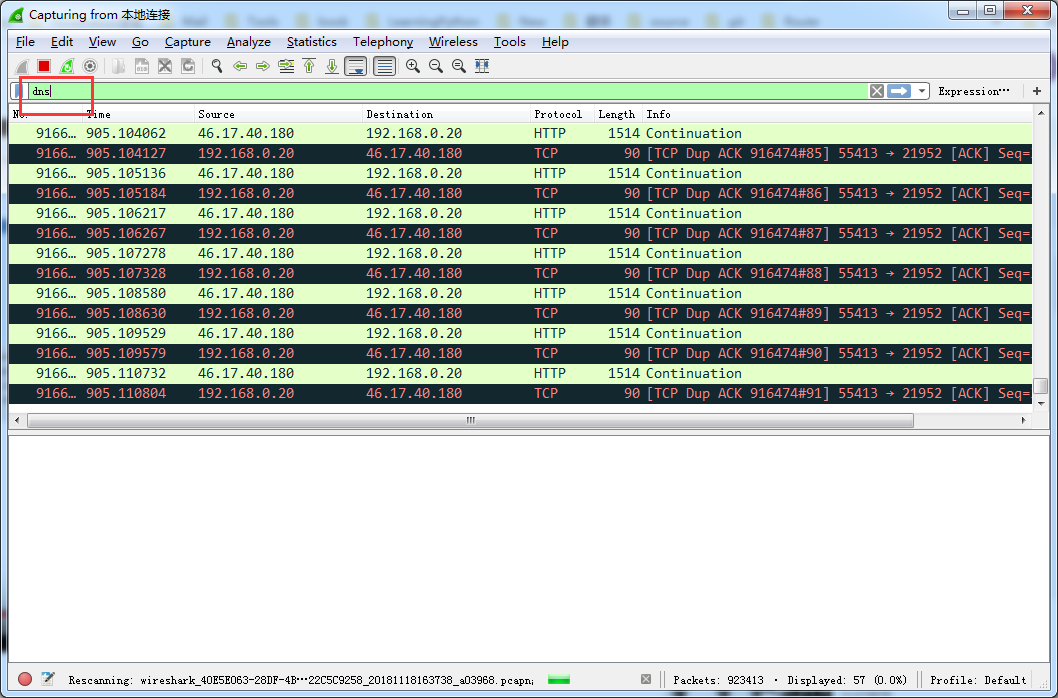 Capturing from 本地连接
File Edit View Go Capture Analyze Statistics Telephony Wireless Tools Help
dns Expression…
Time Source Destination Protocol Length Info
9166… 905.104062 46.17.40.180 192.168.0.20 HTTP 1514 Continuation
9166… 905.104127 192.168.0.20 46.17.40.180 TCP 90 [TCP Dup ACK 916474#85] 55413 → 21952 [ACK] Seq=
9166… 905.105136 46.17.40.180 192.168.0.20 HTTP 1514 Continuation
9166… 905.105184 192.168.0.20 46.17.40.180 TCP 90 [TCP Dup ACK 916474#86] 55413 → 21952 [ACK] Seq=
9166… 905.106217 46.17.40.180 192.168.0.20 HTTP 1514 Continuation
9166… 905.106267 192.168.0.20 46.17.40.180 TCP 90 [TCP Dup ACK 916474#87] 55413 → 21952 [ACK] Seq=
9166… 905.107278 46.17.40.180 192.168.0.20 HTTP 1514 Continuation
9166… 905.107328 192.168.0.20 46.17.40.180 TCP 90 [TCP Dup ACK 916474#88] 55413 → 21952 [ACK] Seq=
9166… 905.108580 46.17.40.180 192.168.0.20 HTTP 1514 Continuation
9166… 905.108630 192.168.0.20 46.17.40.180 TCP 90 [TCP Dup ACK 916474#89] 55413 → 21952 [ACK] Seq=
9166… 905.109529 46.17.40.180 192.168.0.20 HTTP 1514 Continuation
9166… 905.109579 192.168.0.20 46.17.40.180 TCP 90 [TCP Dup ACK 916474#90] 55413 → 21952 [ACK] Seq=
9166… 905.110732 46.17.40.180 192.168.0.20 HTTP 1514 Continuation
9166… 905.110804 192.168.0.20 46.17.40.180 TCP 90 [TCP Dup ACK 916474#91] 55413 → 21952 [ACK] Seq=
Rescanning: wireshark_40E5E063-28DF-4B…22C5C9258_20181118163738_a03968.pcapn; Packets: 923413 · Displayed: 57 (0.0%) Profile: Default